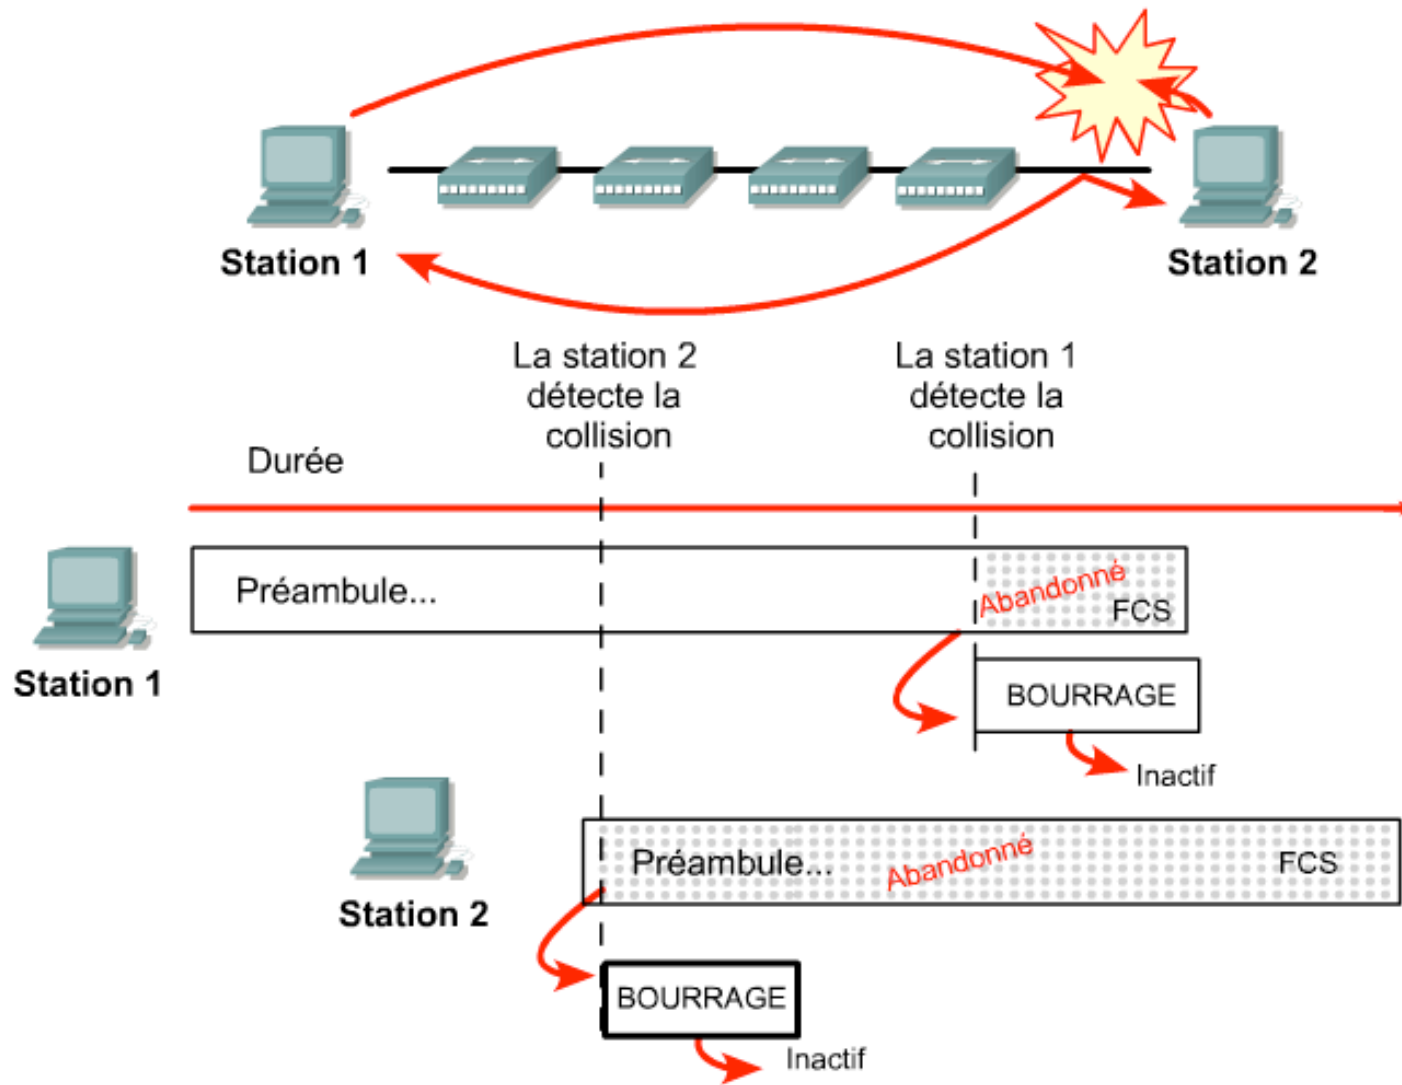 Station 1
Station 2
La station 2
détecte la
collision
La station 1
détecte la
collision
Durée
Préambule...
Abandonné
FCS
Station 1
BOURRAGE
Inactif
Préambule...
Abandonné
FCS
Station 2
BOURRAGE
Inactif